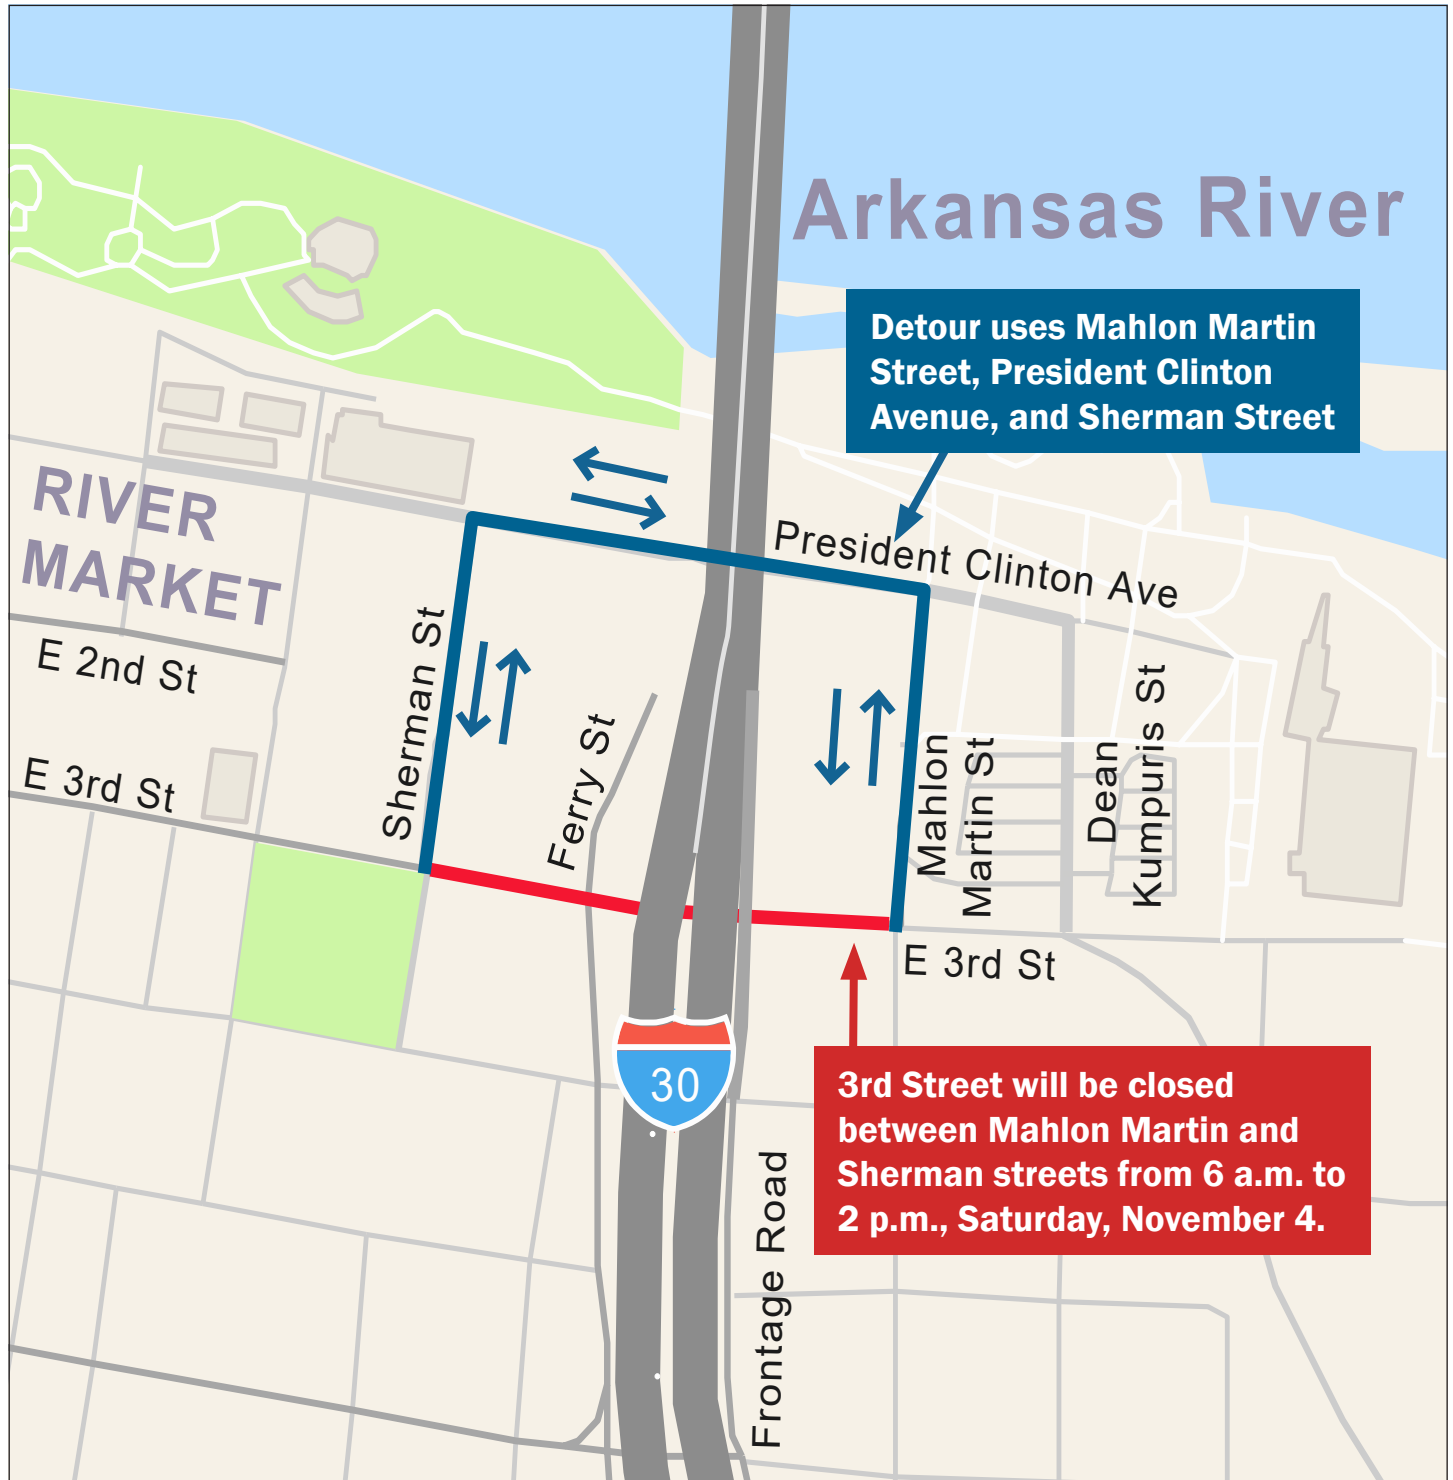 Arkansas River
Detour uses Mahlon Martin
Street, President Clinton
Avenue, and Sherman Street
RIVER
MARKET
President Clinton Ave
E 2nd St
Sherman St
Ferry St
Mahlon
Martin St
Dean
Kumpuris St
E 3rd St
E 3rd St
30
3rd Street will be closed
between Mahlon Martin and
Sherman streets from 6 a.m. to
2 p.m., Saturday, November 4.
Frontage Road